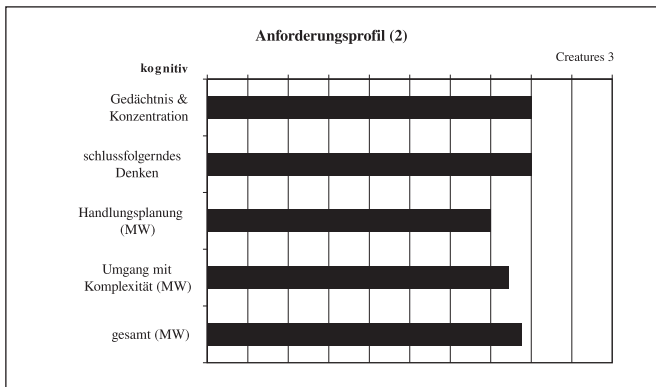 Anforderungsprofil (2)
Creatures 3
kognitiv
Gedächtnis &
Konzentration
schlussfolgerndes
Denken
Handlungsplanung
(MW)
Umgang mit
Komplexität (MW)
gesamt (MW)